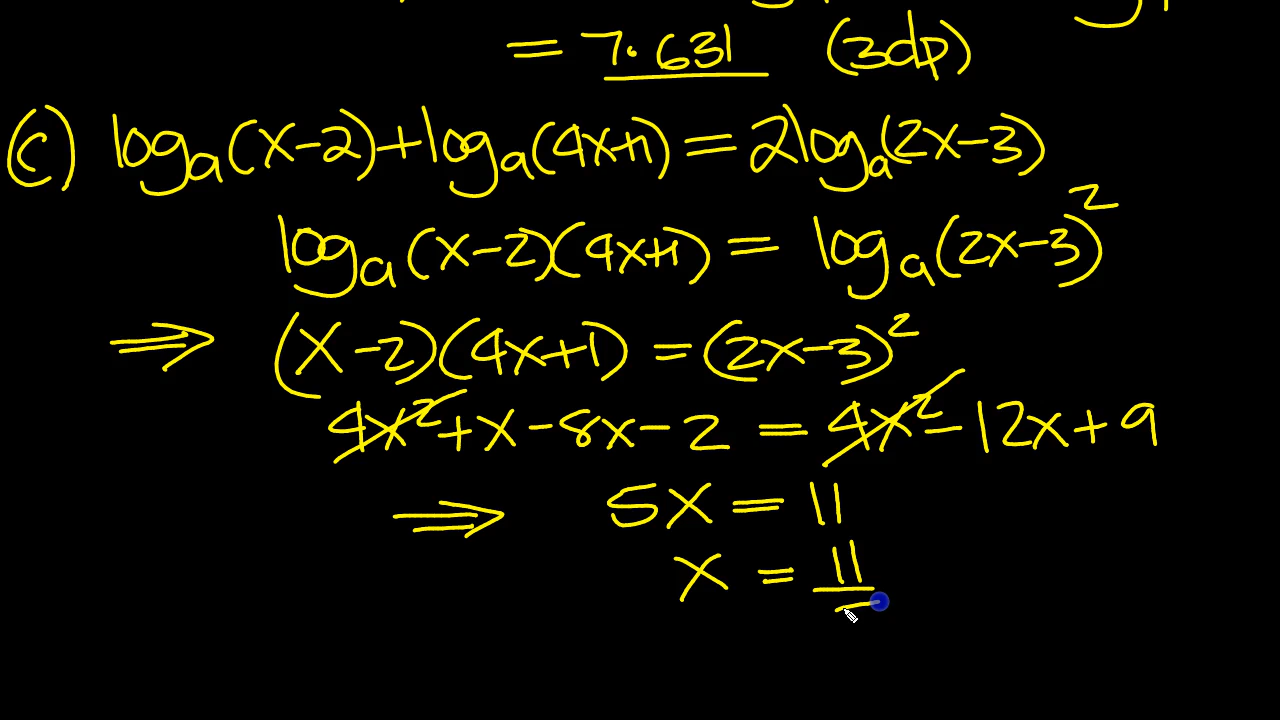 = 7.631 (3dp)
(c) logₐ(x-2)+logₐ(4x+1) = 2logₐ(2x-3)
logₐ(x-2)(4x+1) = logₐ(2x-3)²
⇒ (x-2)(4x+1) = (2x-3)²
4x²+x-8x-2 = 4x²-12x+9
⇒ 5x = 11
x = 11